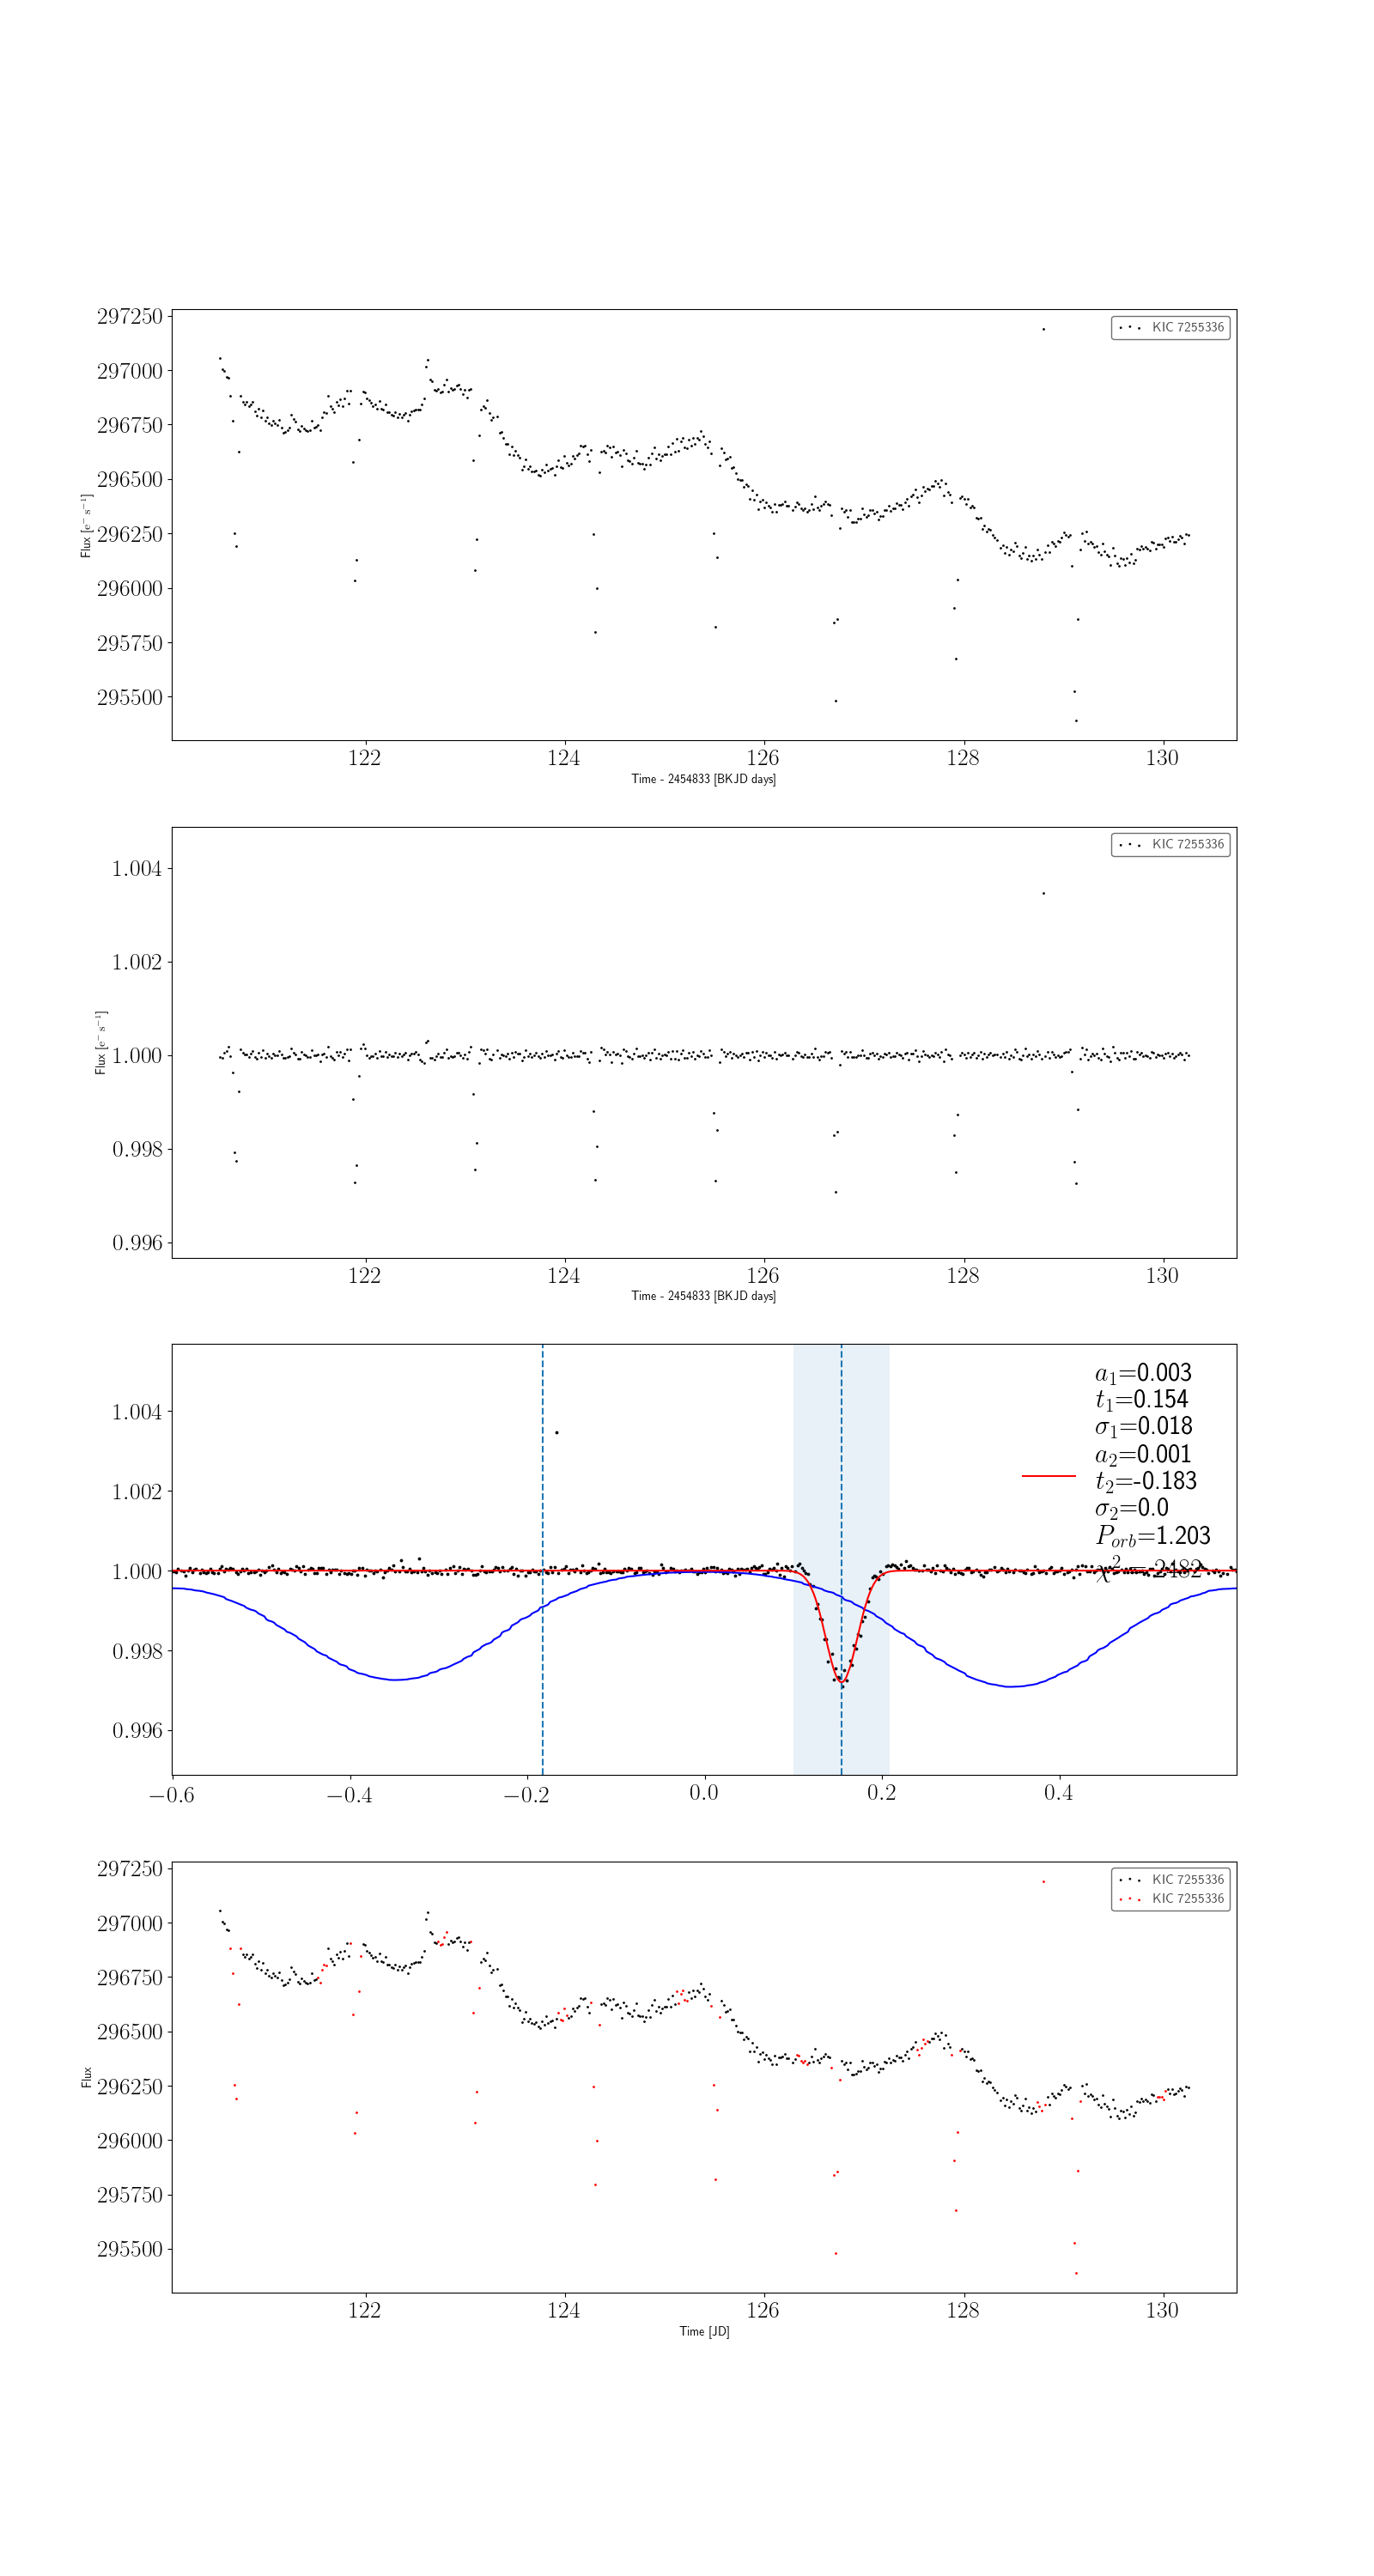 297250
297000
296750
296500
296250
296000
295750
295500
Flux [e⁻ s⁻¹]
KIC 7255336
122 124 126 128 130
Time - 2454833 [BKJD days]
1.004
1.002
1.000
0.998
0.996
Flux [e⁻ s⁻¹]
KIC 7255336
122 124 126 128 130
Time - 2454833 [BKJD days]
1.004
1.002
1.000
0.998
0.996
a₁=0.003
t₁=0.154
σ₁=0.018
a₂=0.001
t₂=-0.183
σ₂=0.0
P_orb=1.203
χ² = 2482
−0.6 −0.4 −0.2 0.0 0.2 0.4
297250
297000
296750
296500
296250
296000
295750
295500
Flux
KIC 7255336
KIC 7255336
122 124 126 128 130
Time [JD]